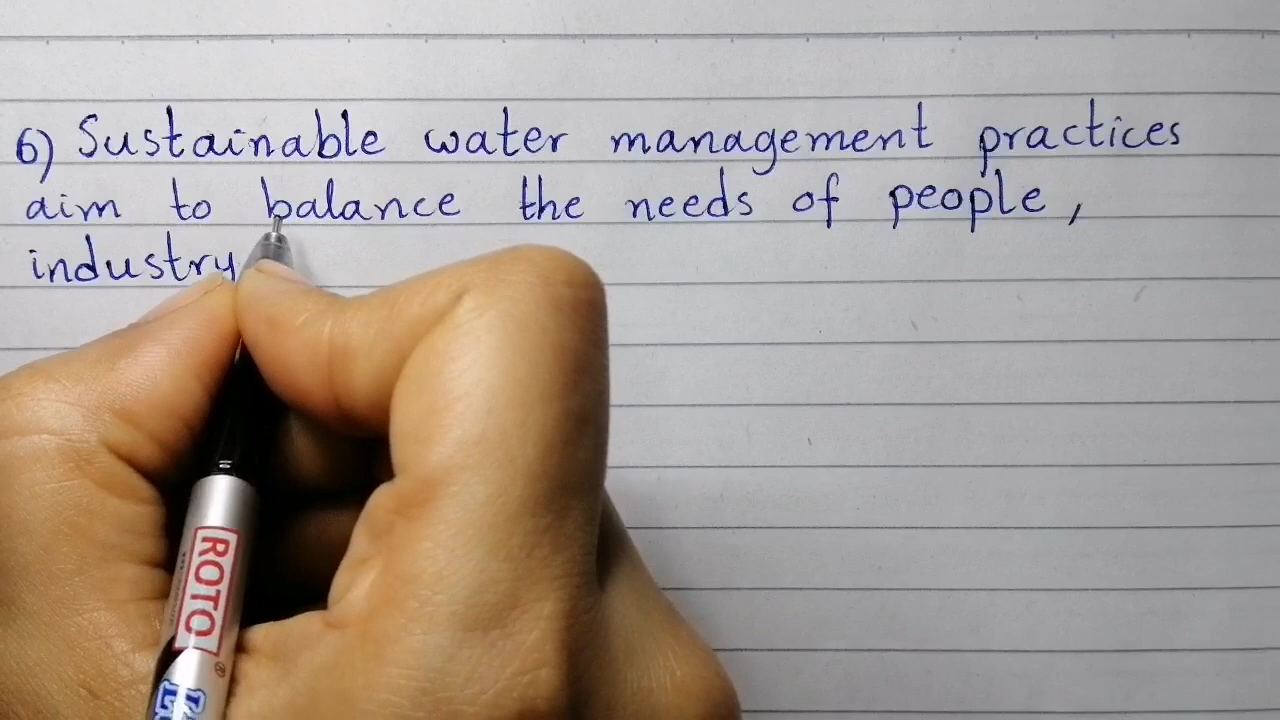 6) Sustainable water management practices
aim to balance the needs of people,
industry
ROTO